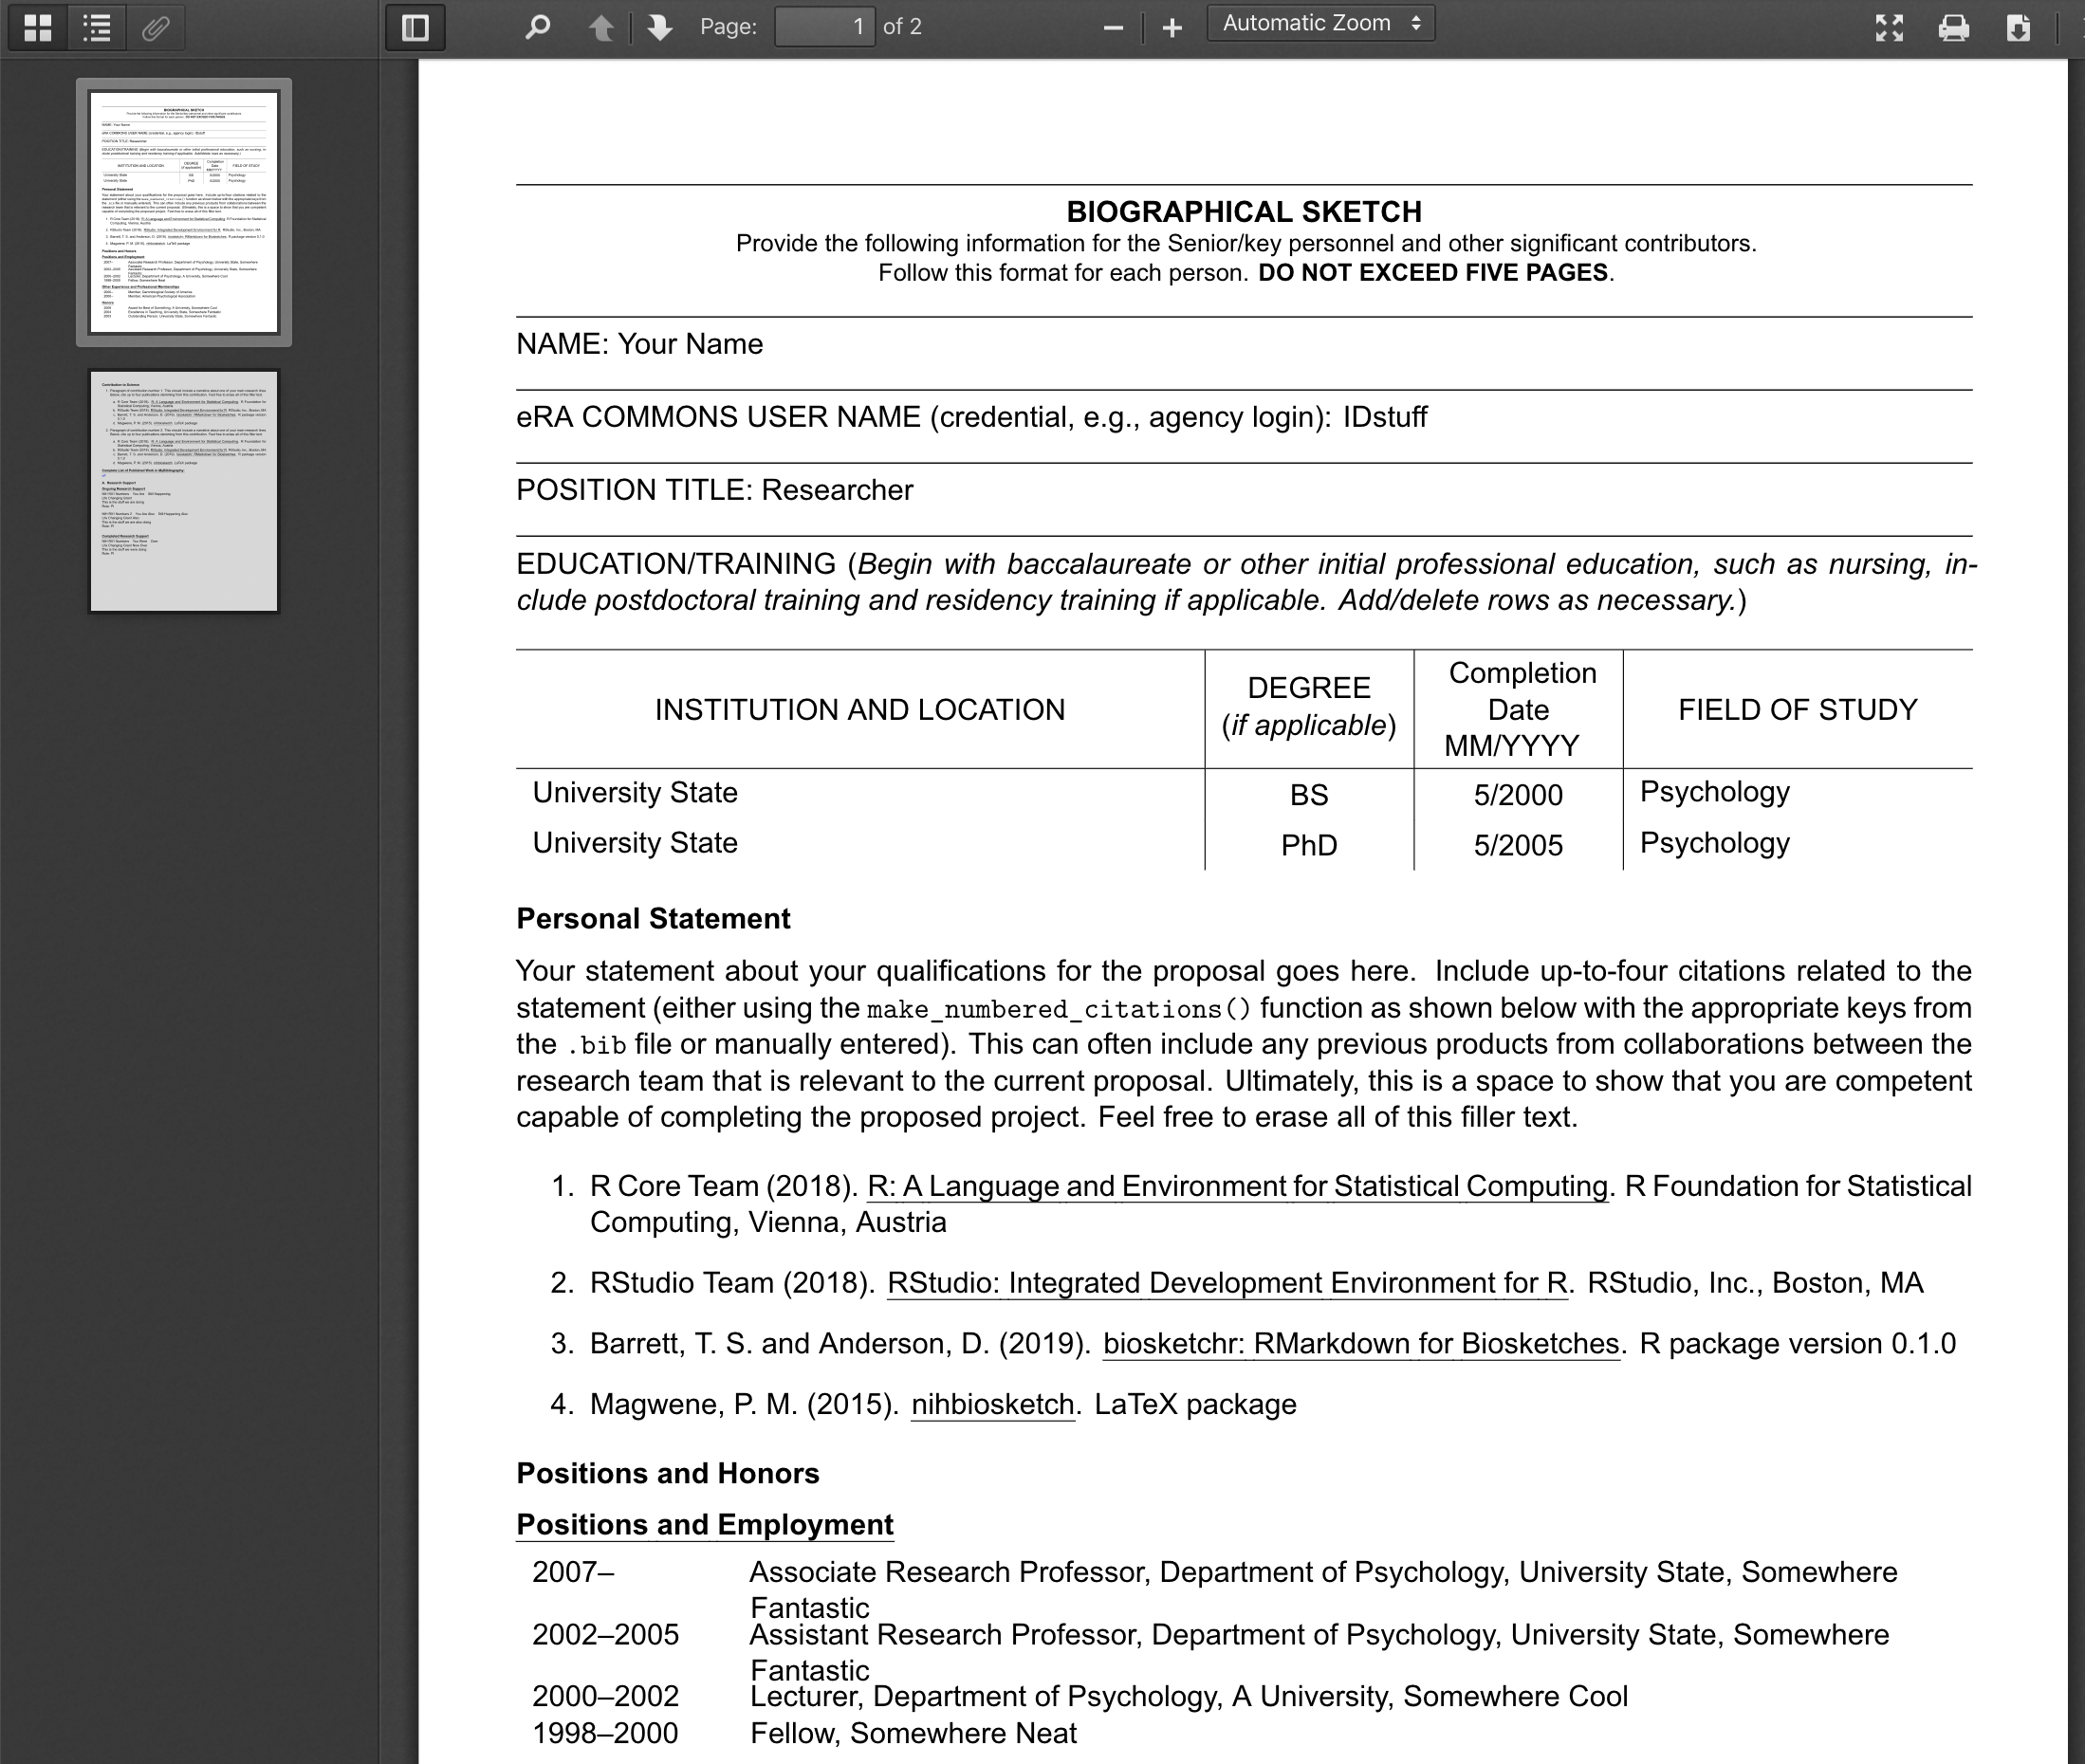 Page: 1 of 2
Automatic Zoom
BIOGRAPHICAL SKETCH
Provide the following information for the Senior/key personnel and other significant contributors.
Follow this format for each person. DO NOT EXCEED FIVE PAGES.
NAME: Your Name
eRA COMMONS USER NAME (credential, e.g., agency login): IDstuff
POSITION TITLE: Researcher
EDUCATION/TRAINING (Begin with baccalaureate or other initial professional education, such as nursing, in-
clude postdoctoral training and residency training if applicable. Add/delete rows as necessary.)
INSTITUTION AND LOCATION
DEGREE
(if applicable)
Completion
Date
MM/YYYY
FIELD OF STUDY
University State BS 5/2000 Psychology
University State PhD 5/2005 Psychology
Personal Statement
Your statement about your qualifications for the proposal goes here. Include up-to-four citations related to the
statement (either using the make_numbered_citations() function as shown below with the appropriate keys from
the .bib file or manually entered). This can often include any previous products from collaborations between the
research team that is relevant to the current proposal. Ultimately, this is a space to show that you are competent
capable of completing the proposed project. Feel free to erase all of this filler text.
1. R Core Team (2018). R: A Language and Environment for Statistical Computing. R Foundation for Statistical
Computing, Vienna, Austria
2. RStudio Team (2018). RStudio: Integrated Development Environment for R. RStudio, Inc., Boston, MA
3. Barrett, T. S. and Anderson, D. (2019). biosketchr: RMarkdown for Biosketches. R package version 0.1.0
4. Magwene, P. M. (2015). nihbiosketch. LaTeX package
Positions and Honors
Positions and Employment
2007– Associate Research Professor, Department of Psychology, University State, Somewhere
Fantastic
2002–2005 Assistant Research Professor, Department of Psychology, University State, Somewhere
Fantastic
2000–2002 Lecturer, Department of Psychology, A University, Somewhere Cool
1998–2000 Fellow, Somewhere Neat